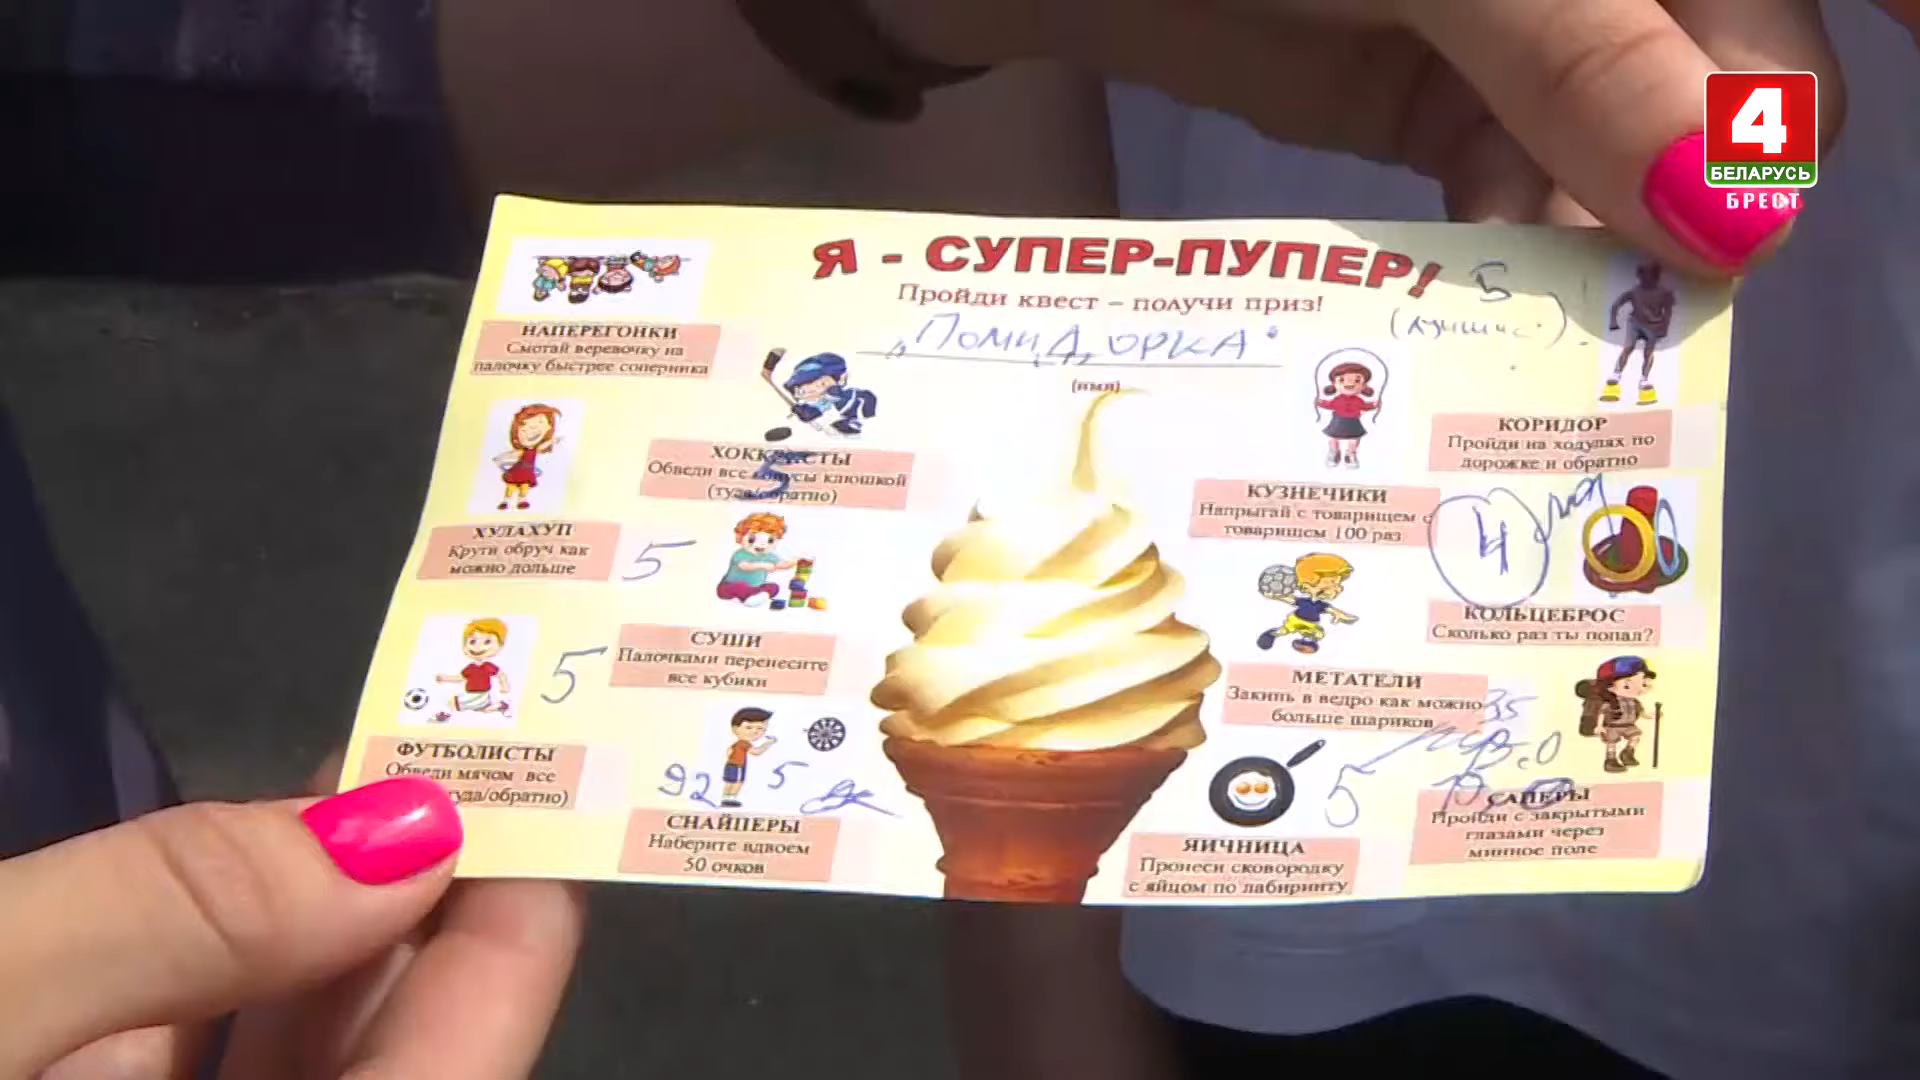 4
БЕЛАРУСЬ
БРЕСТ
Я - СУПЕР-ПУПЕР!
Пройди квест – получи приз!
5
„ПОМИДОРКА"
(имя)
НАПЕРЕГОНКИ
Смотай веревочку на
палочку быстрее соперника
ХОККЕИСТЫ
Обведи все конусы клюшкой
(туда/обратно)
5
ХУЛАХУП
Крути обруч как
можно дольше
5
СУШИ
Палочками перенесите
все кубики
5
ФУТБОЛИСТЫ
Обведи мячом все
туда/обратно)
92 5
СНАЙПЕРЫ
Наберите вдвоем
50 очков
КОРИДОР
Пройди на ходулях по
дорожке и обратно
КУЗНЕЧИКИ
Напрыгай с товарищем с
товарищем 100 раз
4
КОЛЬЦЕБРОС
Сколько раз ты попал?
МЕТАТЕЛИ
Закинь в ведро как можно
больше шариков
35
5
ЯИЧНИЦА
Пронеси сковородку
с яйцом по лабиринту
САПЕРЫ
Пройди с закрытыми
глазами через
минное поле